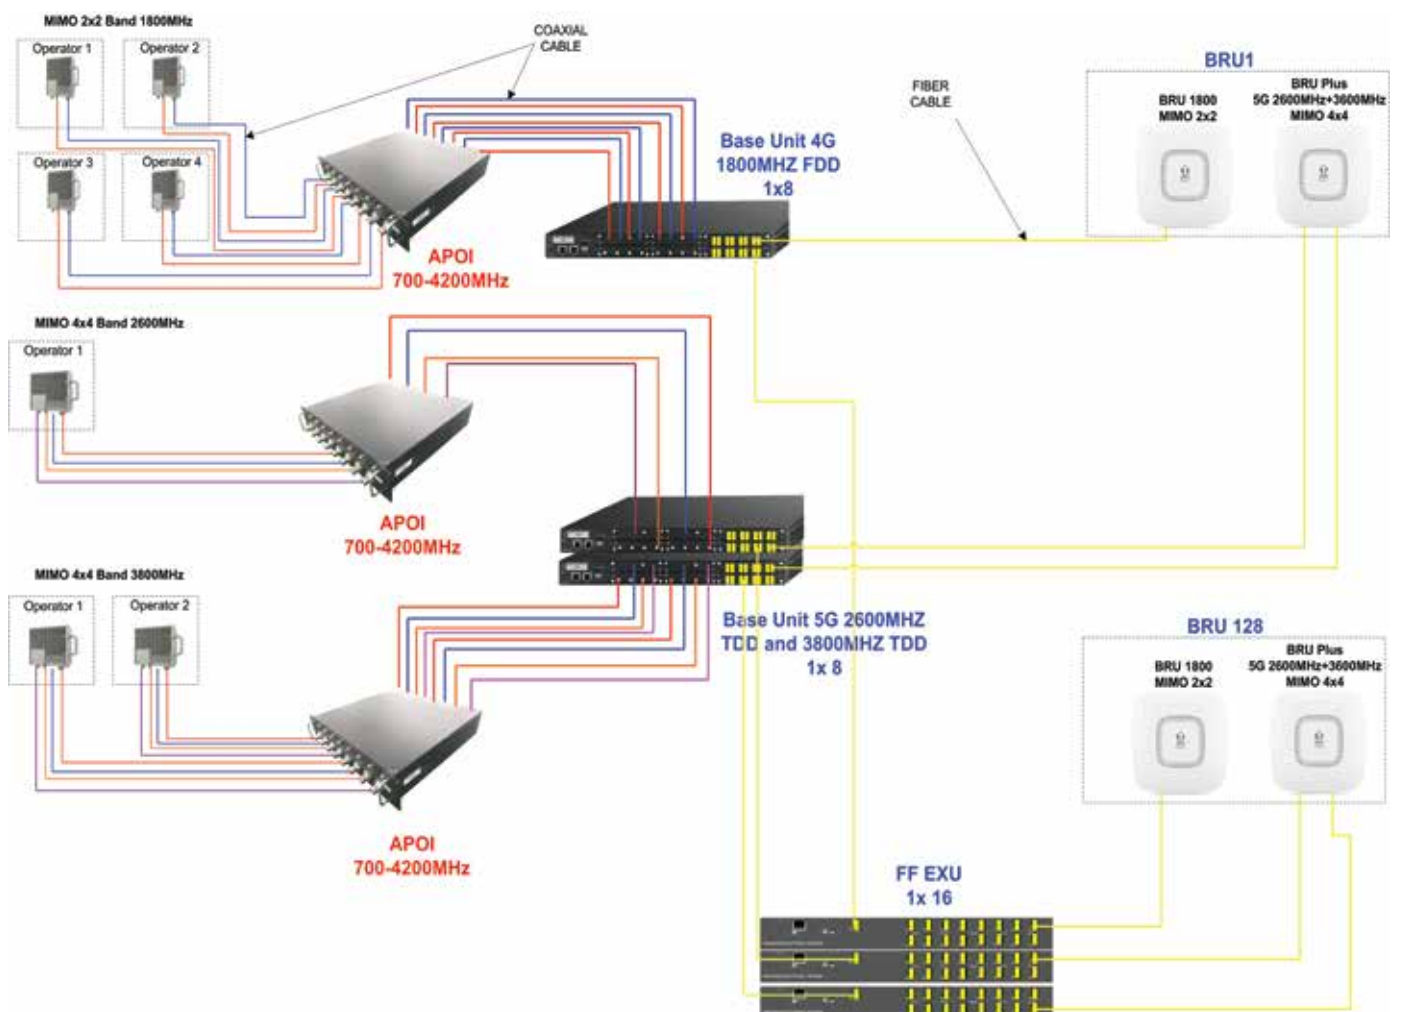 MIMO 2x2 Band 1800MHz
Operator 1
Operator 2
Operator 3
Operator 4
COAXIAL
CABLE
APOI
700-4200MHz
Base Unit 4G
1800MHZ FDD
1x8
FIBER
CABLE
BRU1
BRU 1800
MIMO 2x2
BRU Plus
5G 2600MHz+3600MHz
MIMO 4x4
MIMO 4x4 Band 2600MHz
Operator 1
APOI
700-4200MHz
MIMO 4x4 Band 3800MHz
Operator 1
Operator 2
APOI
700-4200MHz
Base Unit 5G 2600MHZ
TDD and 3800MHZ TDD
1x 8
BRU 128
BRU 1800
MIMO 2x2
BRU Plus
5G 2600MHz+3600MHz
MIMO 4x4
FF EXU
1x 16